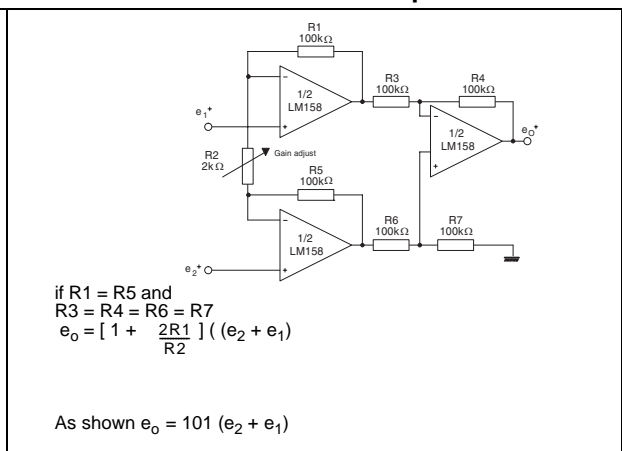 R1
100kΩ
1/2
LM158
R3
100kΩ
R4
100kΩ
e1+
1/2
LM158
eO+
R2
2kΩ
Gain adjust
R5
100kΩ
1/2
LM158
R6
100kΩ
R7
100kΩ
e2+
if R1 = R5 and
R3 = R4 = R6 = R7
eo = [ 1 + 2R1/R2 ] ( (e2 + e1)
As shown eo = 101 (e2 + e1)